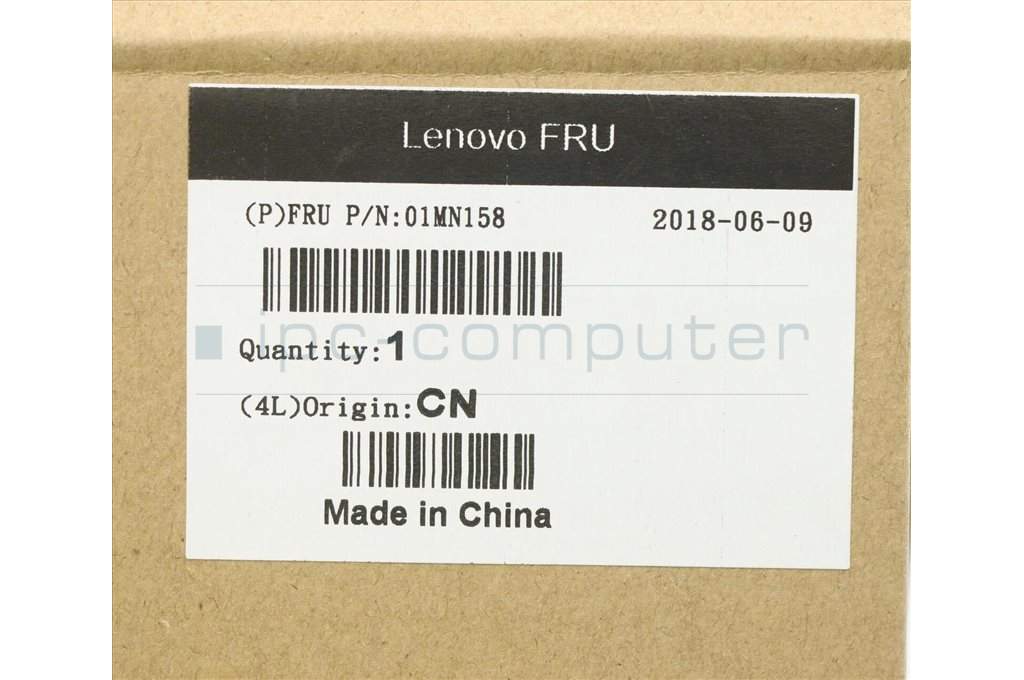 Lenovo FRU
(P)FRU P/N:01MN158 2018-06-09
ipc-computer
Quantity:1
(4L)Origin:CN
Made in China